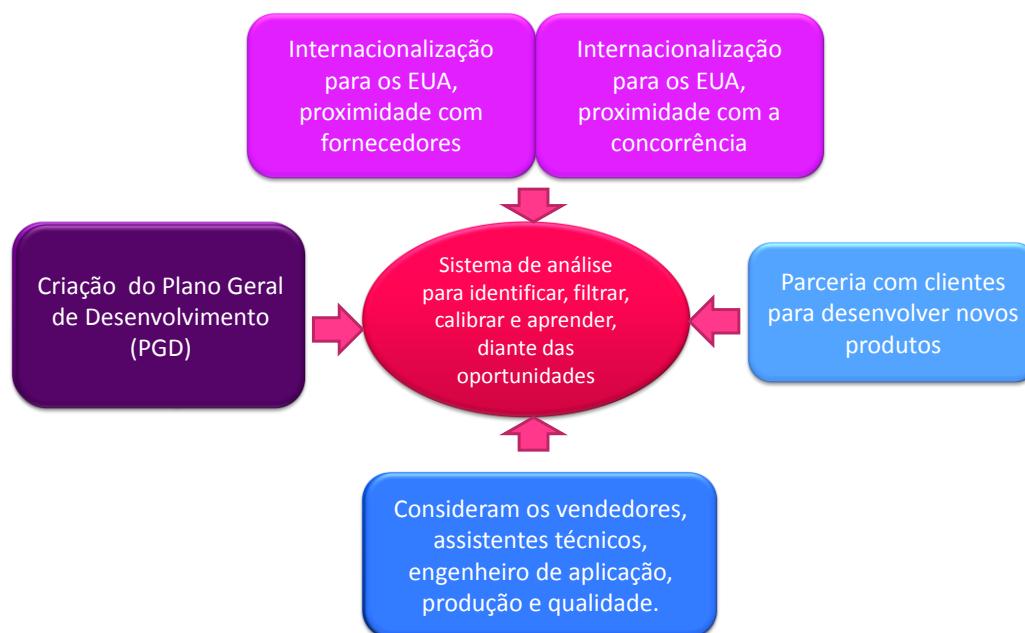 Internacionalização
para os EUA,
proximidade com
fornecedores
Internacionalização
para os EUA,
proximidade com a
concorrência
Criação do Plano Geral
de Desenvolvimento
(PGD)
Sistema de análise
para identificar, filtrar,
calibrar e aprender,
diante das
oportunidades
Parceria com clientes
para desenvolver novos
produtos
Consideram os vendedores,
assistentes técnicos,
engenheiro de aplicação,
produção e qualidade.